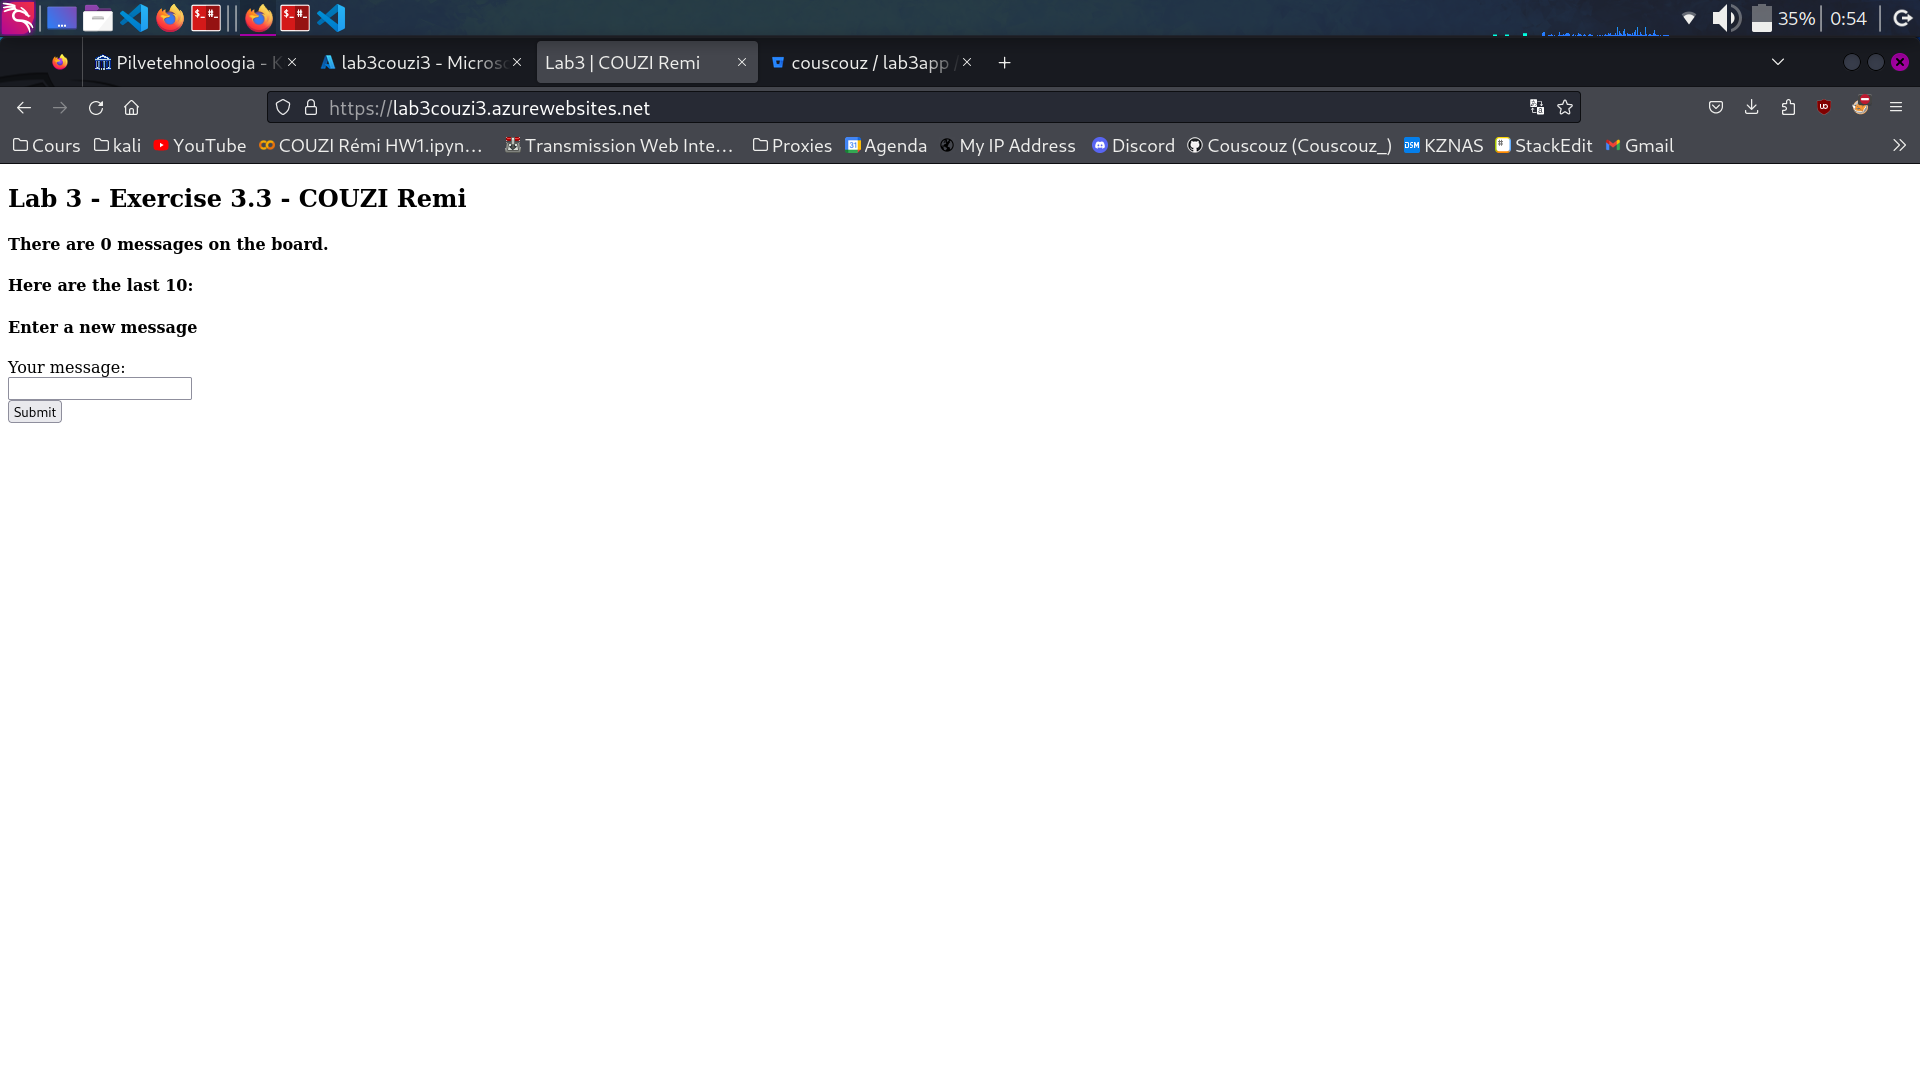 35% 0:54
Pilvetehnoloogia - K
lab3couzi3 - Micros
Lab3 | COUZI Remi
couscouz / lab3app /
https://lab3couzi3.azurewebsites.net
Cours kali YouTube COUZI Rémi HW1.ipyn… Transmission Web Inte… Proxies Agenda My IP Address Discord Couscouz (Couscouz_) KZNAS StackEdit Gmail
Lab 3 - Exercise 3.3 - COUZI Remi
There are 0 messages on the board.
Here are the last 10:
Enter a new message
Your message:
Submit